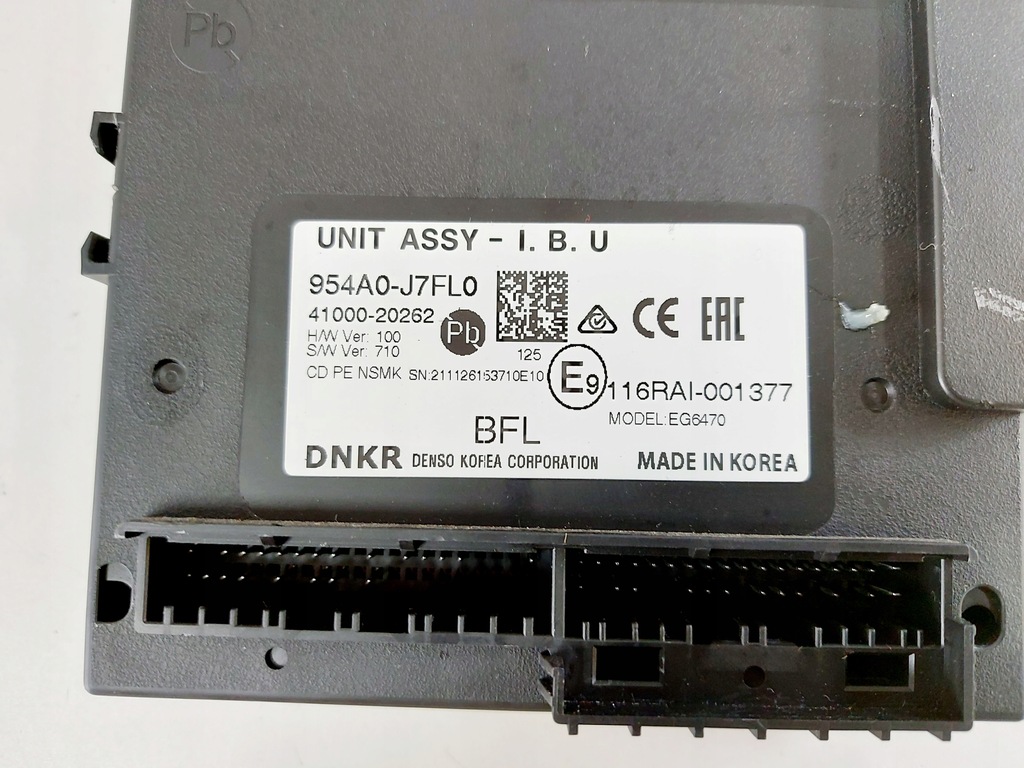 Pb
UNIT ASSY - I. B. U
954A0-J7FL0
41000-20262
Pb
H/W Ver: 100
S/W Ver: 710
125
CE EAC
CD PE NSMK SN:211126153710E10
E9 116RAI-001377
MODEL:EG6470
BFL
DNKR DENSO KOREA CORPORATION
MADE IN KOREA